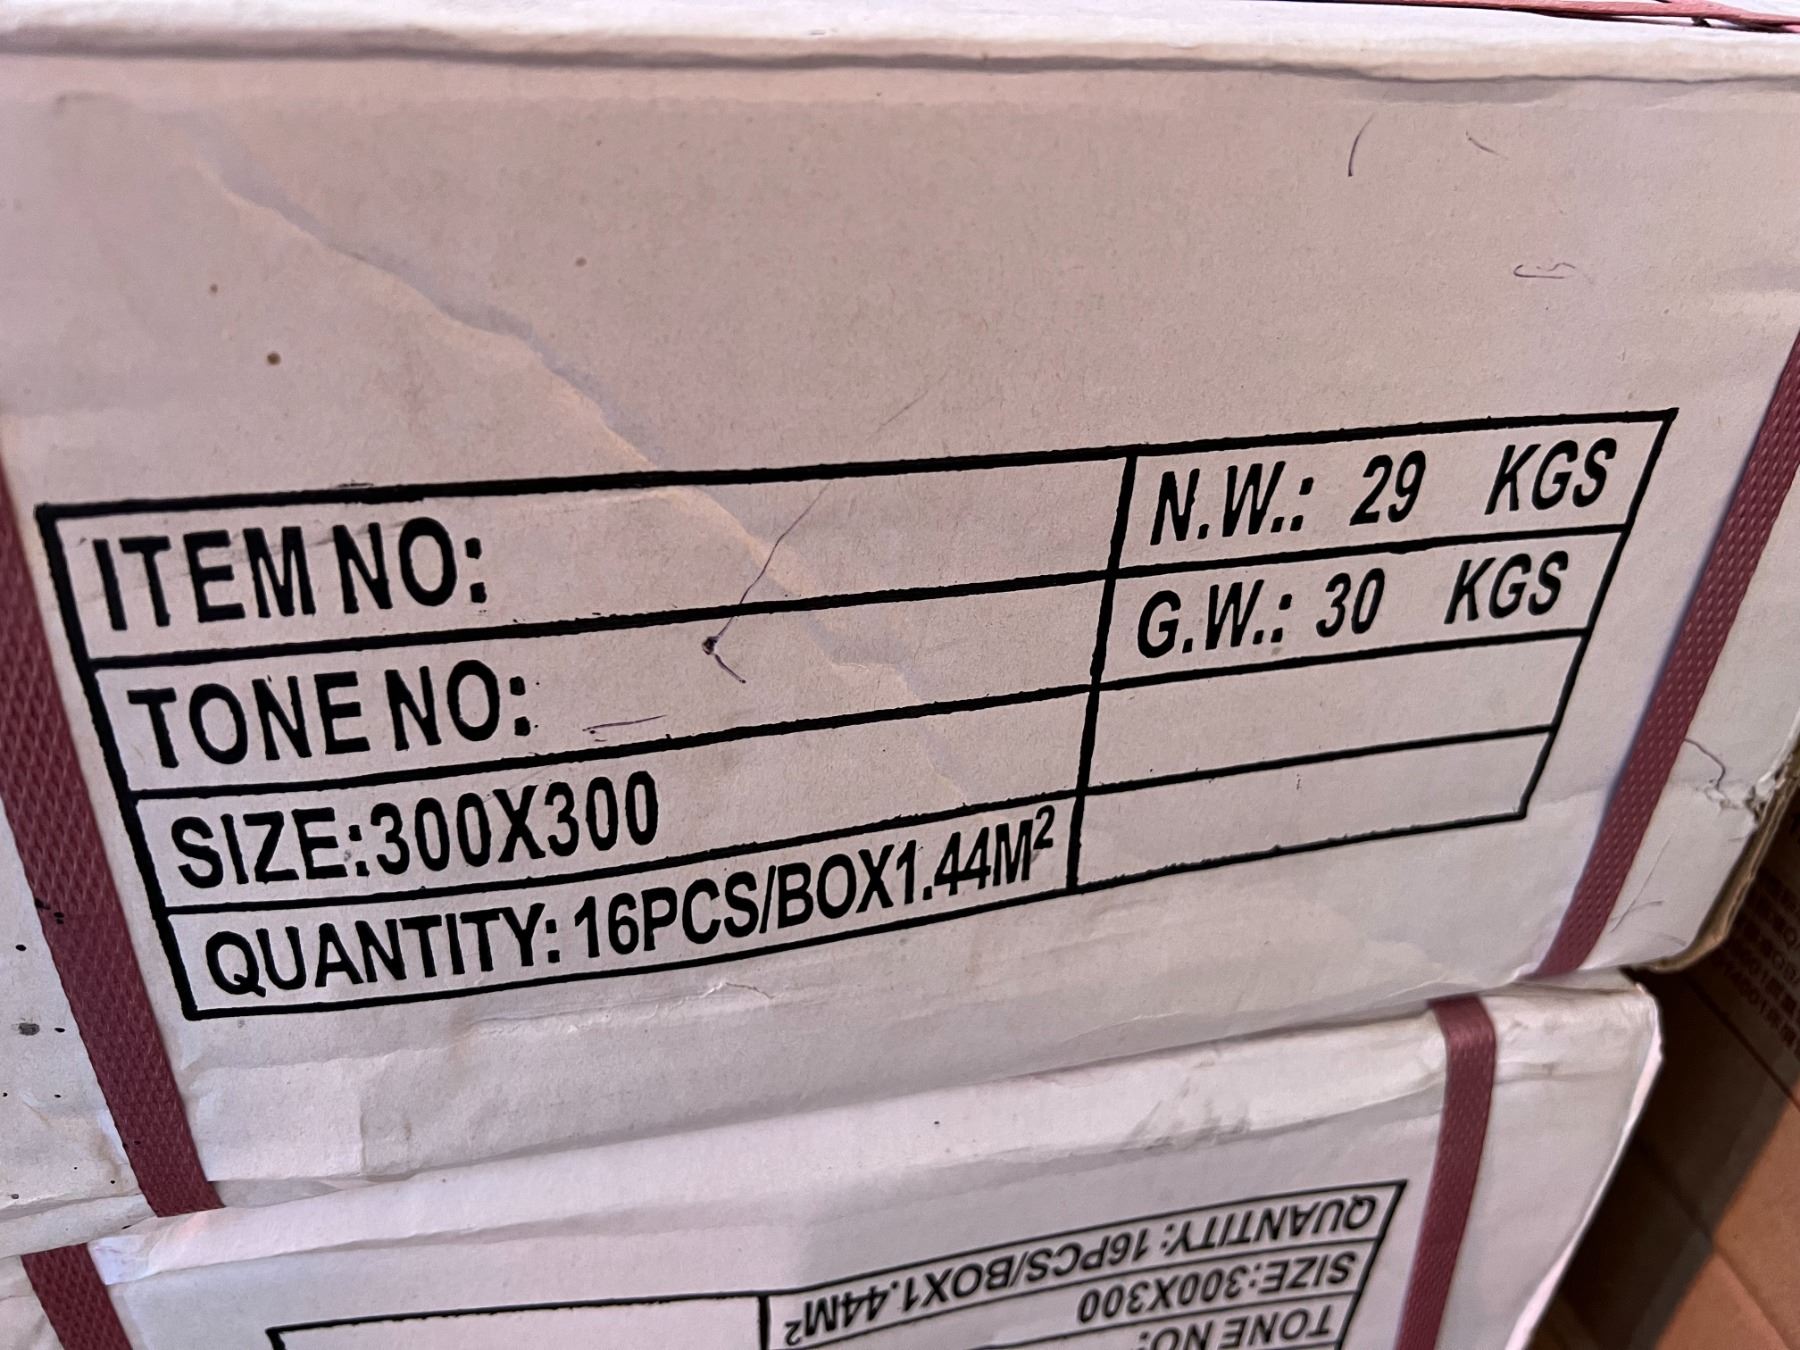 ITEM NO:
N.W.: 29 KGS
TONE NO:
G.W.: 30 KGS
SIZE:300X300
QUANTITY: 16PCS/BOX1.44M²
QUANTITY: 16PCS/BOX1.44M²
SIZE:300X300
TONE NO: